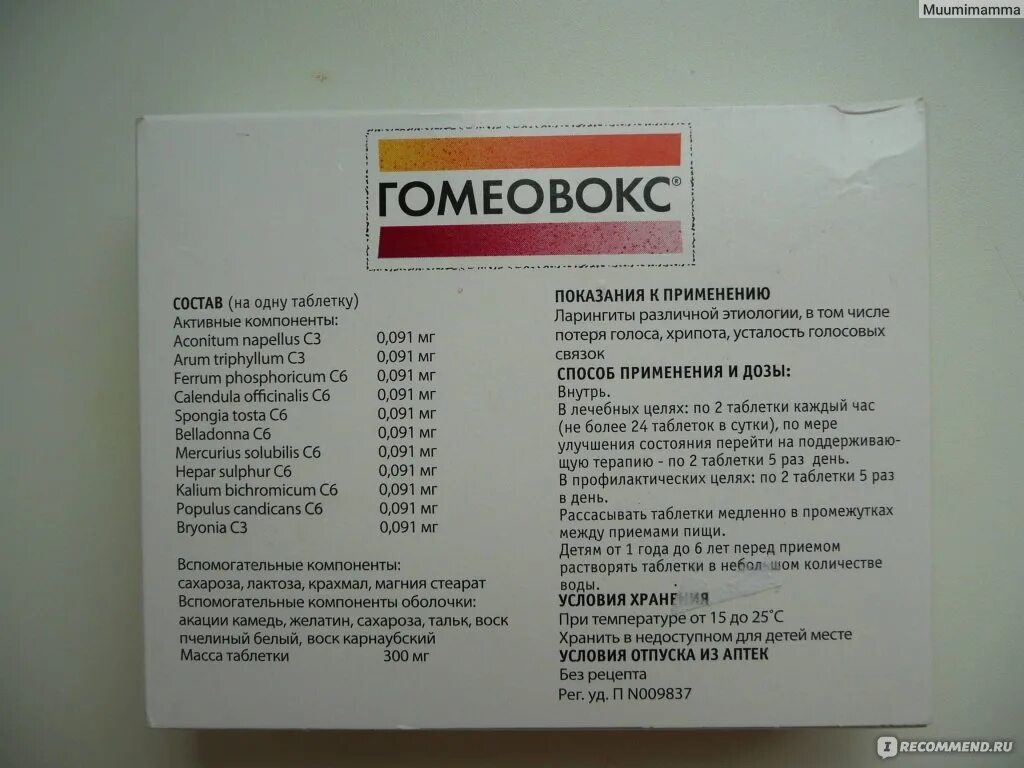 Muumimamma
ГОМЕОВОКС®
СОСТАВ (на одну таблетку)
Активные компоненты:
Aconitum napellus C3 0,091 мг
Arum triphyllum C3 0,091 мг
Ferrum phosphoricum C6 0,091 мг
Calendula officinalis C6 0,091 мг
Spongia tosta C6 0,091 мг
Belladonna C6 0,091 мг
Mercurius solubilis C6 0,091 мг
Hepar sulphur C6 0,091 мг
Kalium bichromicum C6 0,091 мг
Populus candicans C6 0,091 мг
Bryonia C3 0,091 мг
Вспомогательные компоненты:
сахароза, лактоза, крахмал, магния стеарат
Вспомогательные компоненты оболочки:
акации камедь, желатин, сахароза, тальк, воск
пчелиный белый, воск карнаубский
Масса таблетки 300 мг
ПОКАЗАНИЯ К ПРИМЕНЕНИЮ
Ларингиты различной этиологии, в том числе
потеря голоса, хрипота, усталость голосовых
связок
СПОСОБ ПРИМЕНЕНИЯ И ДОЗЫ:
Внутрь.
В лечебных целях: по 2 таблетки каждый час
(не более 24 таблеток в сутки), по мере
улучшения состояния перейти на поддерживаю-
щую терапию - по 2 таблетки 5 раз день.
В профилактических целях: по 2 таблетки 5 раз
в день.
Рассасывать таблетки медленно в промежутках
между приемами пищи.
Детям от 1 года до 6 лет перед приемом
растворять таблетки в небольшом количестве
воды.
УСЛОВИЯ ХРАНЕНИЯ
При температуре от 15 до 25°C
Хранить в недоступном для детей месте
УСЛОВИЯ ОТПУСКА ИЗ АПТЕК
Без рецепта
Рег. уд. П N009837
I RECOMMEND.RU